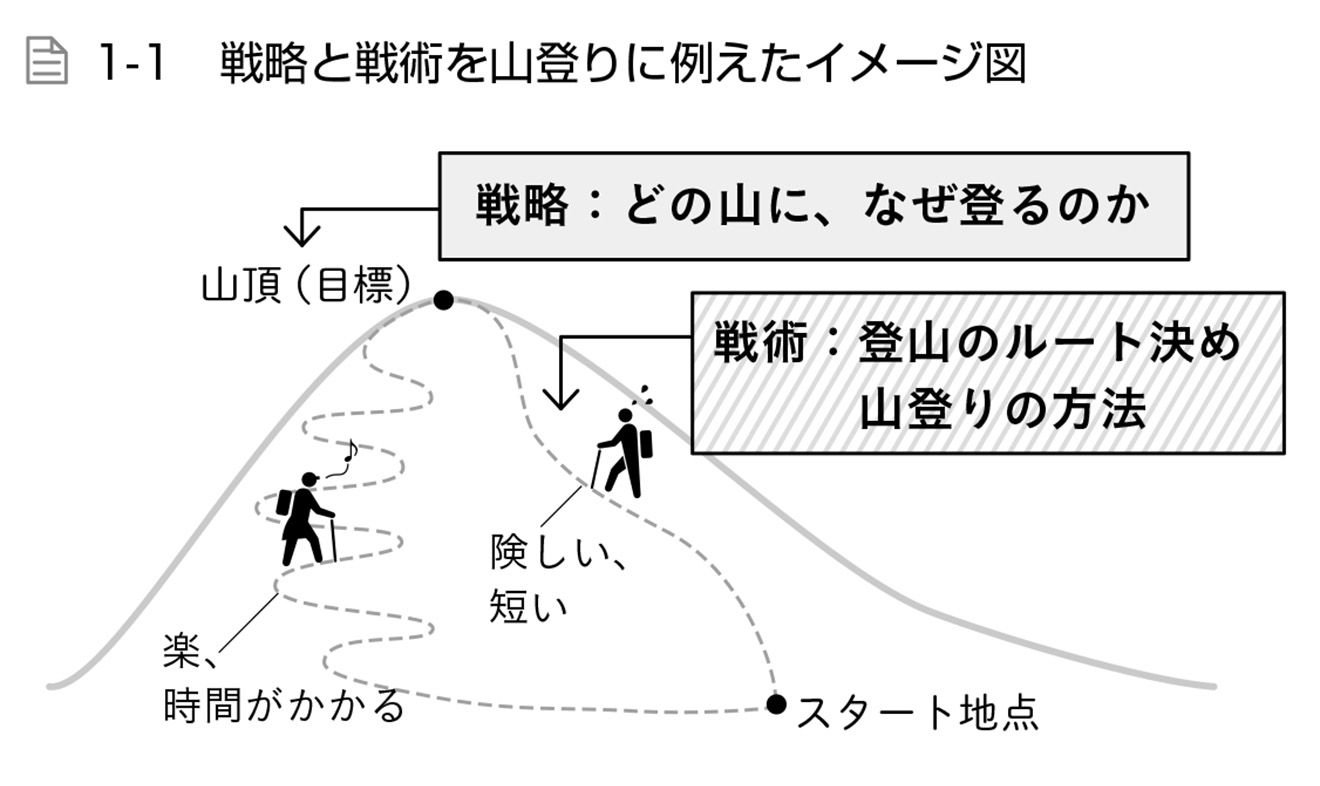 1-1　戦略と戦術を山登りに例えたイメージ図
戦略：どの山に、なぜ登るのか
山頂（目標）
戦術：登山のルート決め
山登りの方法
険しい、
短い
楽、
時間がかかる
スタート地点